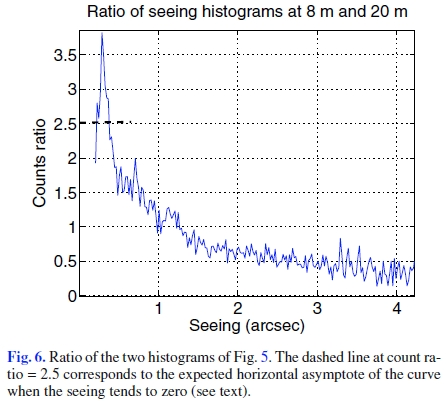 Ratio of seeing histograms at 8 m and 20 m
3.5
3
2.5
2
1.5
1
0.5
0
Counts ratio
1 2 3 4
Seeing (arcsec)
Fig. 6. Ratio of the two histograms of Fig. 5. The dashed line at count ra-
tio = 2.5 corresponds to the expected horizontal asymptote of the curve
when the seeing tends to zero (see text).